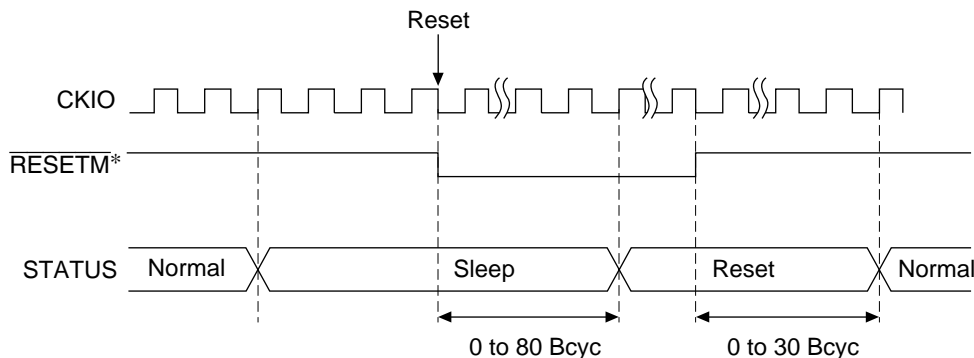 Reset
CKIO
RESETM*
STATUS
Normal
Sleep
Reset
Normal
0 to 80 Bcyc
0 to 30 Bcyc